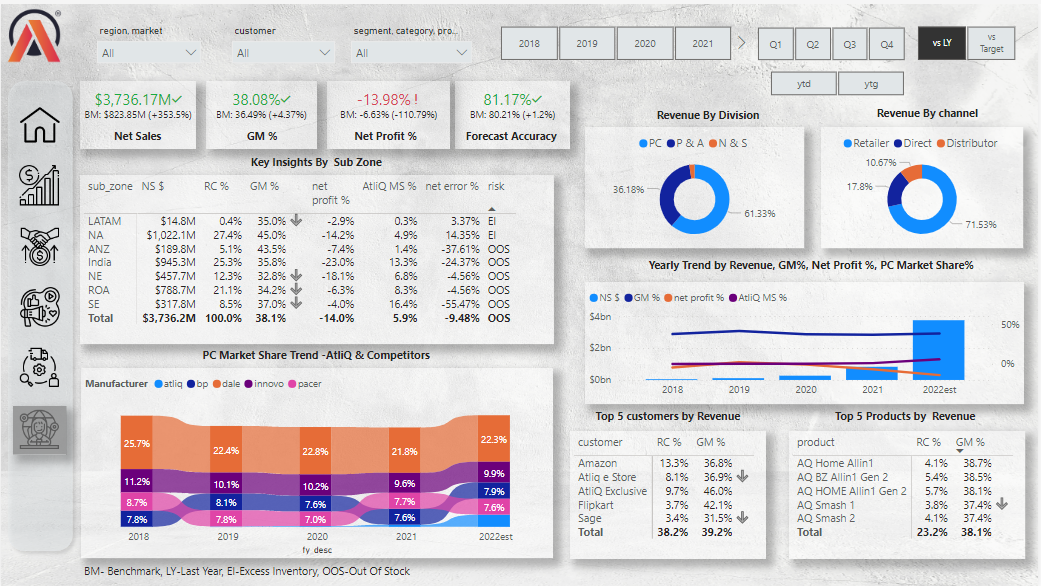 region, market
customer
segment, category, pro...
All
All
All
2018
2019
2020
2021
Q1
Q2
Q3
Q4
vs LY
vs
Target
ytd
ytg
$3,736.17M✓
BM: $823.85M (+353.5%)
Net Sales
38.08%✓
BM: 36.49% (+4.37%)
GM %
-13.98% !
BM: -6.63% (-110.79%)
Net Profit %
81.17%✓
BM: 80.21% (+1.2%)
Forecast Accuracy
Key Insights By Sub Zone
sub_zone NS $ RC % GM % net profit % AtliQ MS % net error % risk
LATAM $14.8M 0.4% 35.0% -2.9% 0.3% 3.37% EI
NA $1,022.1M 27.4% 45.0% -14.2% 4.9% 14.35% EI
ANZ $189.8M 5.1% 43.5% -7.4% 1.4% -37.61% OOS
India $945.3M 25.3% 35.8% -23.0% 13.3% -24.37% OOS
NE $457.7M 12.3% 32.8% -18.1% 6.8% -4.56% OOS
ROA $788.7M 21.1% 34.2% -6.3% 8.3% -4.56% OOS
SE $317.8M 8.5% 37.0% -4.0% 16.4% -55.47% OOS
Total $3,736.2M 100.0% 38.1% -14.0% 5.9% -9.48% OOS
Revenue By Division
PC P & A N & S
36.18%
61.33%
Revenue By channel
Retailer Direct Distributor
10.67%
17.8%
71.53%
Yearly Trend by Revenue, GM%, Net Profit %, PC Market Share%
NS $ GM % net profit % AtliQ MS %
$4bn
$2bn
$0bn
50%
0%
2018 2019 2020 2021 2022est
PC Market Share Trend -AtliQ & Competitors
Manufacturer atliq bp dale innovo pacer
25.7% 22.4% 22.8% 21.8% 22.3%
11.2% 10.1% 10.2% 9.6% 9.9%
8.7% 8.1% 7.6% 7.7% 7.9%
7.8% 7.8% 7.0% 7.6% 7.6%
2018 2019 2020 2021 2022est
fy_desc
Top 5 customers by Revenue
customer RC % GM %
Amazon 13.3% 36.8%
Atliq e Store 8.1% 36.9%
AtliQ Exclusive 9.7% 46.0%
Flipkart 3.7% 42.1%
Sage 3.4% 31.5%
Total 38.2% 39.2%
Top 5 Products by Revenue
product RC % GM %
AQ Home Allin1 4.1% 38.7%
AQ BZ Allin1 Gen 2 5.4% 38.5%
AQ HOME Allin1 Gen 2 5.7% 38.1%
AQ Smash 1 3.8% 37.4%
AQ Smash 2 4.1% 37.4%
Total 23.2% 38.1%
BM- Benchmark, LY-Last Year, EI-Excess Inventory, OOS-Out Of Stock